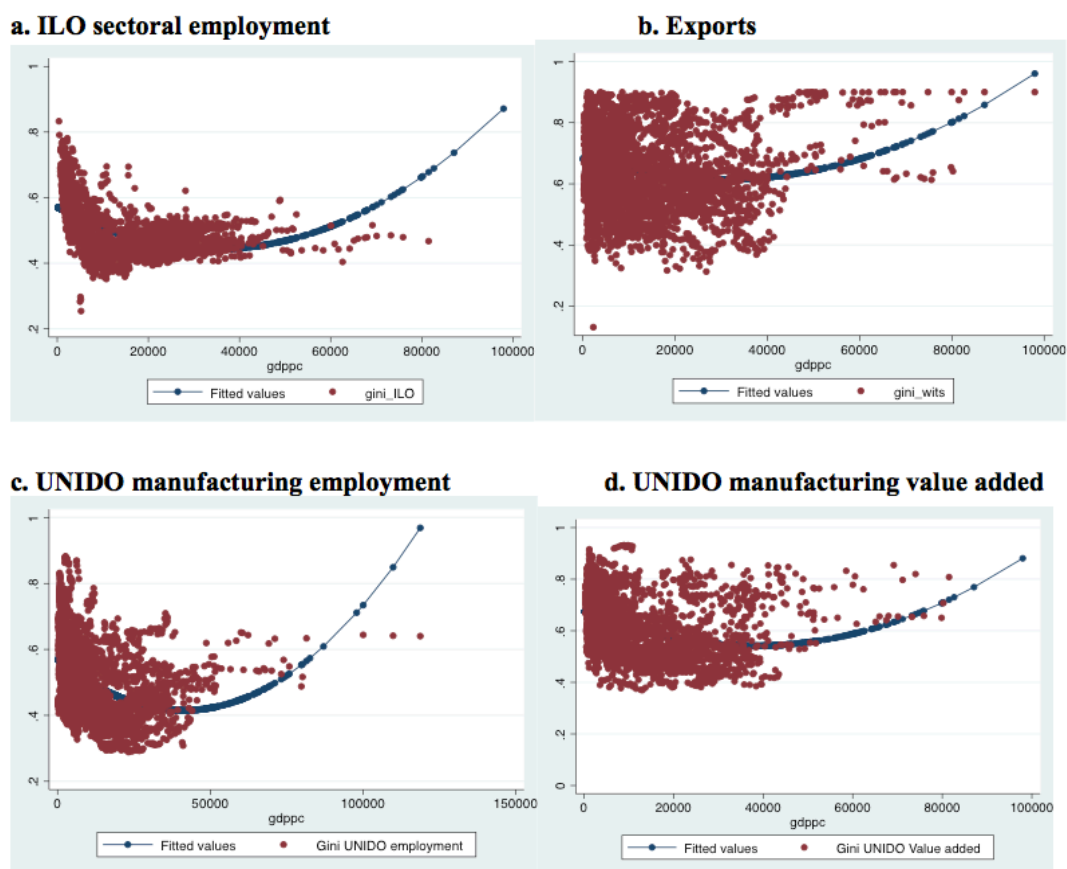 a. ILO sectoral employment
b. Exports
1
.8
.6
.4
.2
0 20000 40000 60000 80000 100000
gdppc
Fitted values gini_ILO
1
.8
.6
.4
.2
0 20000 40000 60000 80000 100000
gdppc
Fitted values gini_wits
c. UNIDO manufacturing employment
d. UNIDO manufacturing value added
1
.8
.6
.4
.2
0 50000 100000 150000
gdppc
Fitted values Gini UNIDO employment
1
.8
.6
.4
.2
0
0 20000 40000 60000 80000 100000
gdppc
Fitted values Gini UNIDO Value added